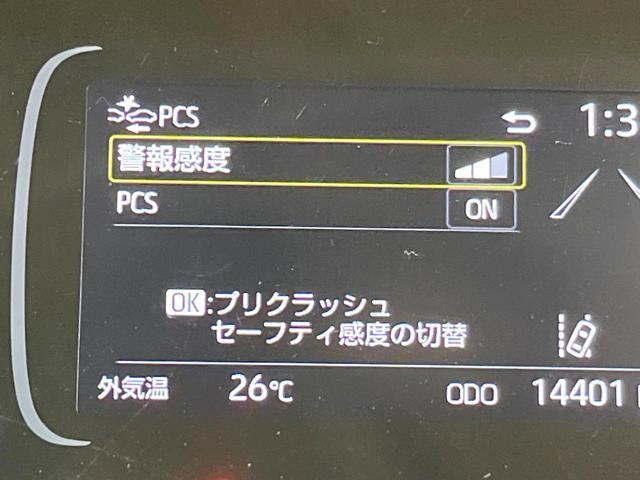 PCS
1:3
警報感度
PCS ON
OK:プリクラッシュ
セーフティ感度の切替
外気温 26℃ ODO 14401